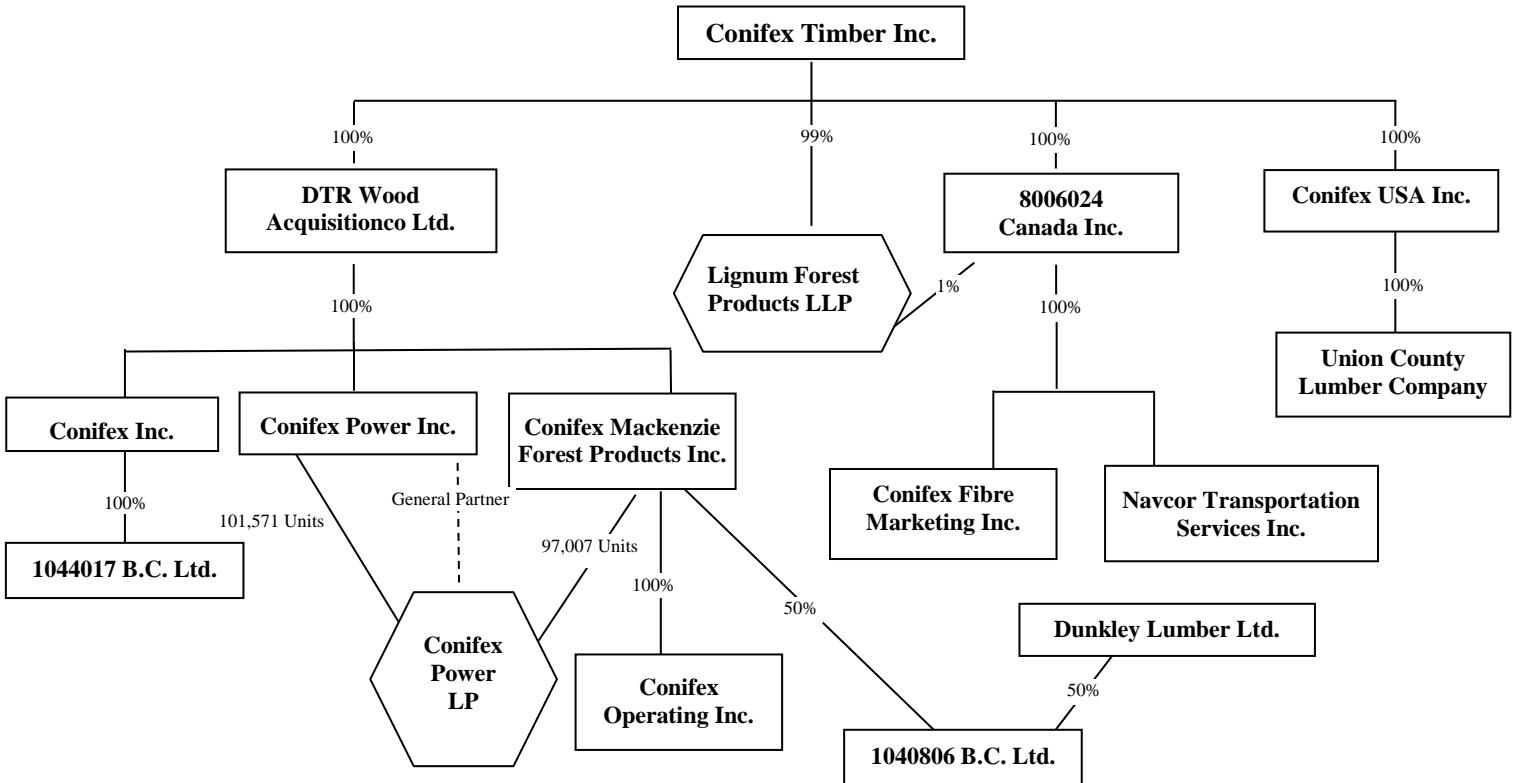 Conifex Timber Inc.
100%
99%
100%
100%
DTR Wood
Acquisitionco Ltd.
8006024
Canada Inc.
Conifex USA Inc.
Lignum Forest
Products LLP
1%
100%
100%
100%
Union County
Lumber Company
Conifex Inc.
Conifex Power Inc.
Conifex Mackenzie
Forest Products Inc.
Conifex Fibre
Marketing Inc.
Navcor Transportation
Services Inc.
100%
101,571 Units
General Partner
97,007 Units
100%
50%
1044017 B.C. Ltd.
Conifex
Power
LP
Conifex
Operating Inc.
Dunkley Lumber Ltd.
50%
1040806 B.C. Ltd.